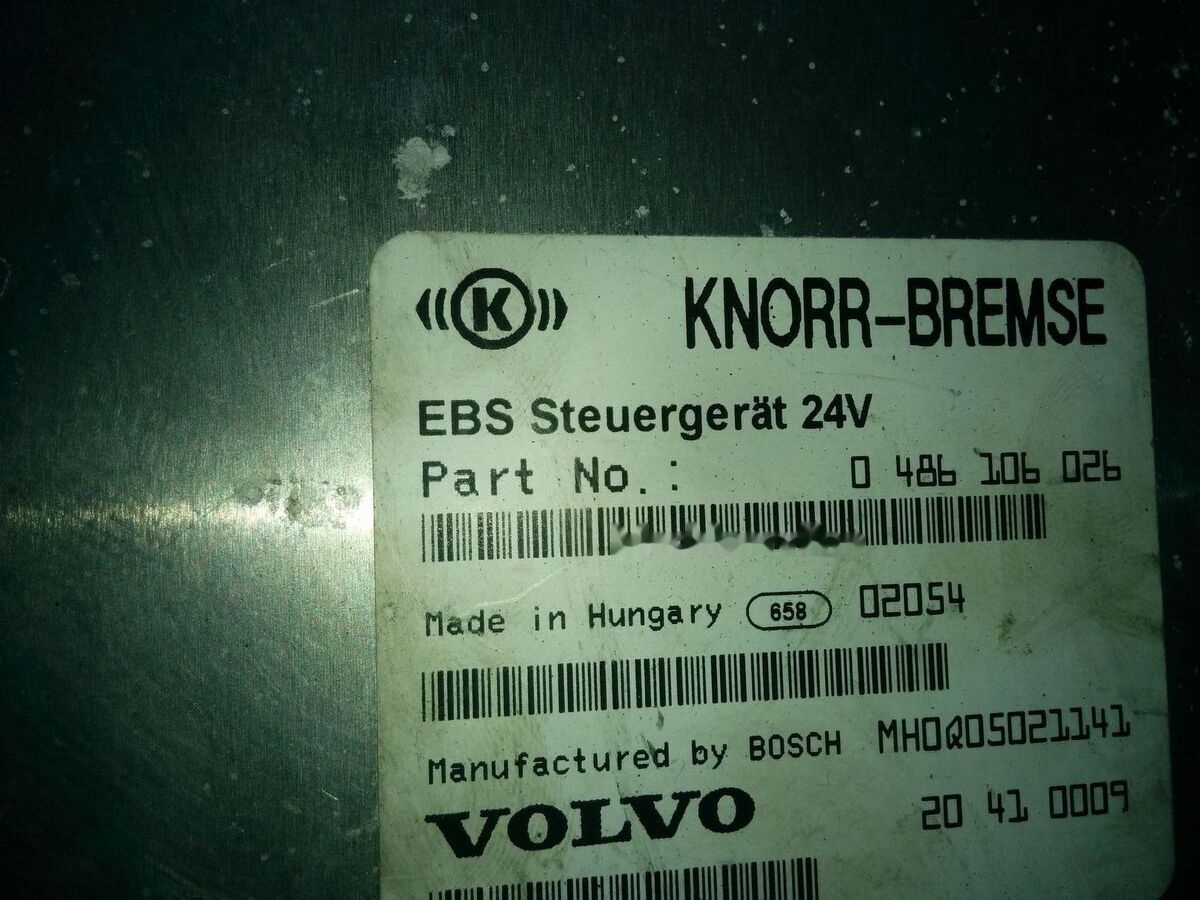 K KNORR-BREMSE
EBS Steuergerät 24V
Part No.: 0 486 106 026
Made in Hungary 658 02054
Manufactured by BOSCH MH0Q05021141
VOLVO 20 41 0009